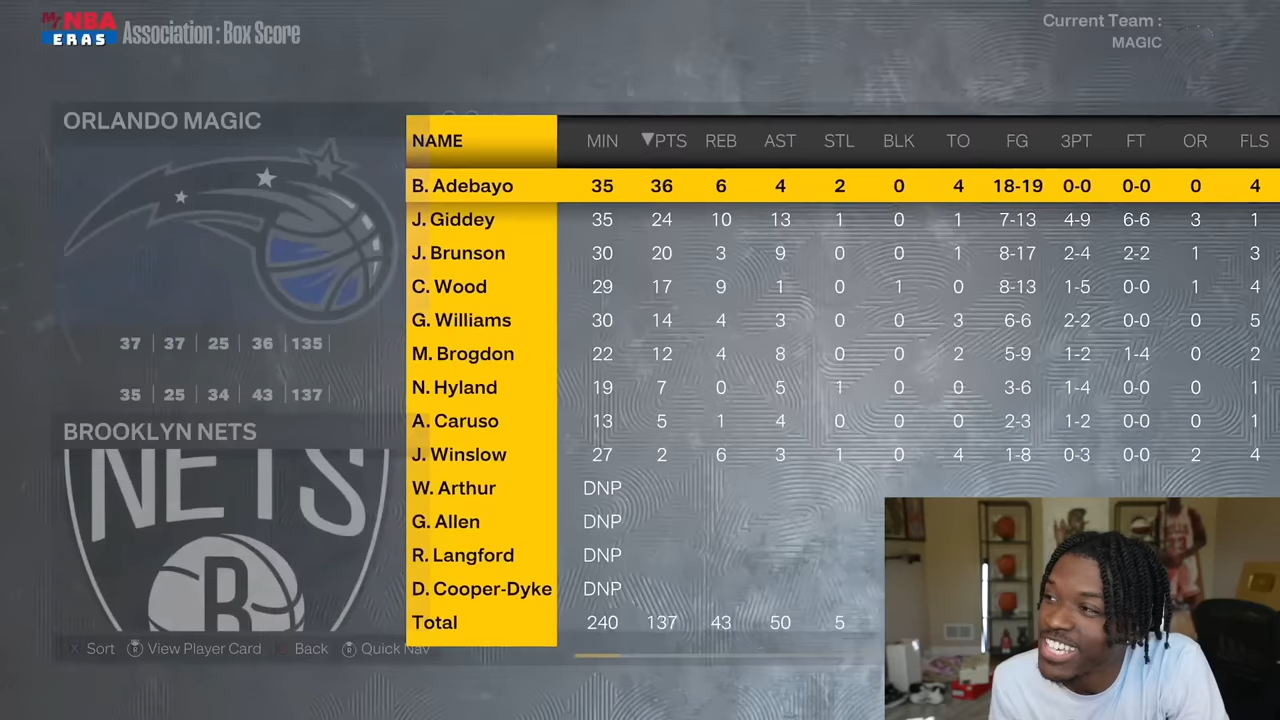 My NBA ERAS Association : Box Score
Current Team :
MAGIC
ORLANDO MAGIC
37 | 37 | 25 | 36 | 135 |
35 | 25 | 34 | 43 | 137 |
BROOKLYN NETS
NETS
B
NAME MIN ▼PTS REB AST STL BLK TO FG 3PT FT OR FLS
B. Adebayo 35 36 6 4 2 0 4 18-19 0-0 0-0 0 4
J. Giddey 35 24 10 13 1 0 1 7-13 4-9 6-6 3 1
J. Brunson 30 20 3 9 0 0 1 8-17 2-4 2-2 1 3
C. Wood 29 17 9 1 0 1 0 8-13 1-5 0-0 1 4
G. Williams 30 14 4 3 0 0 3 6-6 2-2 0-0 0 5
M. Brogdon 22 12 4 8 0 0 2 5-9 1-2 1-4 0 2
N. Hyland 19 7 0 5 1 0 0 3-6 1-4 0-0 0 1
A. Caruso 13 5 1 4 0 0 0 2-3 1-2 0-0 0 1
J. Winslow 27 2 6 3 1 0 4 1-8 0-3 0-0 2 4
W. Arthur DNP
G. Allen DNP
R. Langford DNP
D. Cooper-Dyke DNP
Total 240 137 43 50 5
X Sort R View Player Card Back R Quick Nav